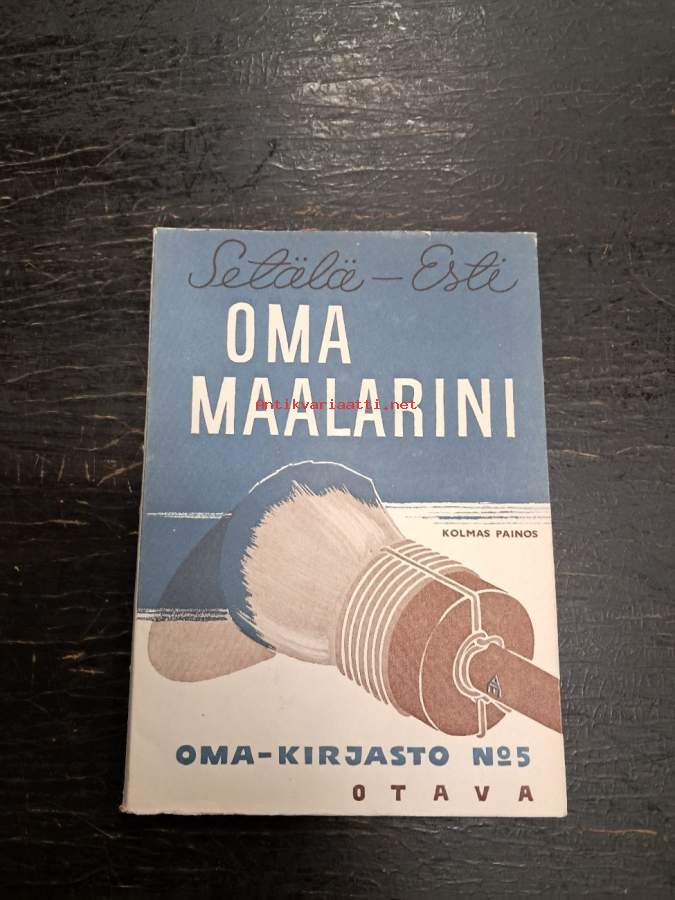 Setälä – Esti
OMA
MAALARINI
Antikvariaatti.net
KOLMAS PAINOS
OMA-KIRJASTO Nº5
OTAVA